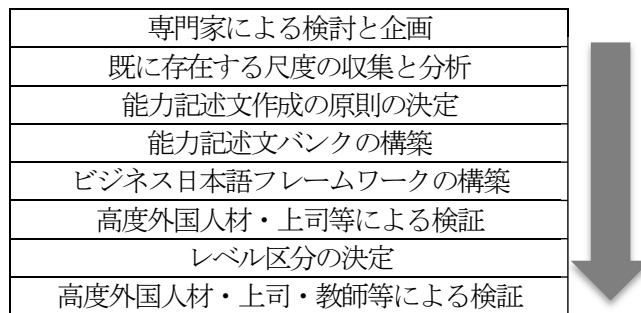 専門家による検討と企画
既に存在する尺度の収集と分析
能力記述文作成の原則の決定
能力記述文バンクの構築
ビジネス日本語フレームワークの構築
高度外国人材・上司等による検証
レベル区分の決定
高度外国人材・上司・教師等による検証